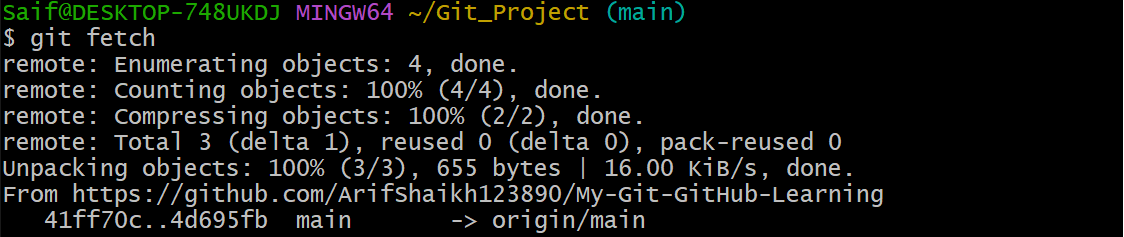 Saif@DESKTOP-748UKDJ MINGW64 ~/Git_Project (main)
$ git fetch
remote: Enumerating objects: 4, done.
remote: Counting objects: 100% (4/4), done.
remote: Compressing objects: 100% (2/2), done.
remote: Total 3 (delta 1), reused 0 (delta 0), pack-reused 0
Unpacking objects: 100% (3/3), 655 bytes | 16.00 KiB/s, done.
From https://github.com/ArifShaikh123890/My-Git-GitHub-Learning
   41ff70c..4d695fb  main       -> origin/main